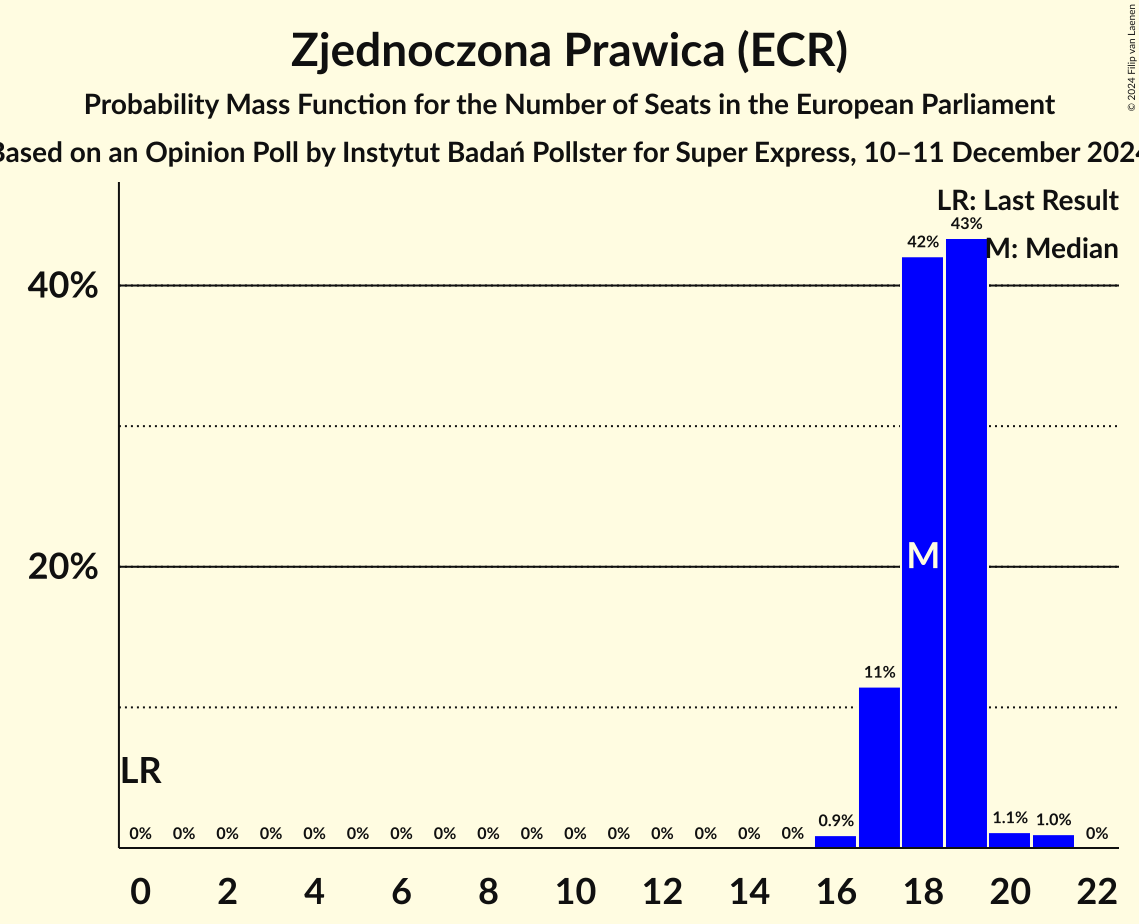 Zjednoczona Prawica (ECR)
Probability Mass Function for the Number of Seats in the European Parliament
Based on an Opinion Poll by Instytut Badań Pollster for Super Express, 10–11 December 2024
© 2024 Filip van Laenen
LR: Last Result
M: Median
43%
42%
40%
20%
M
11%
LR
0% 0% 0% 0% 0% 0% 0% 0% 0% 0% 0% 0% 0% 0% 0% 0% 0.9% 1.1% 1.0% 0%
0 2 4 6 8 10 12 14 16 18 20 22